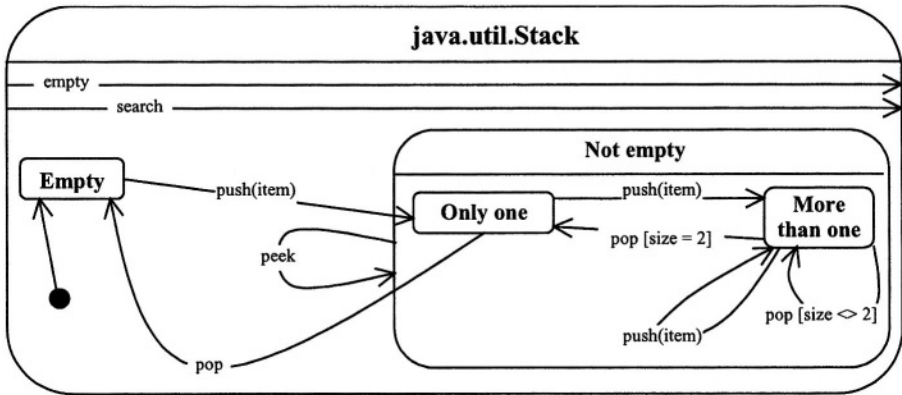 java.util.Stack
empty
search
Not empty
Empty
push(item)
Only one
push(item)
More
than one
pop [size = 2]
peek
pop [size <> 2]
push(item)
pop